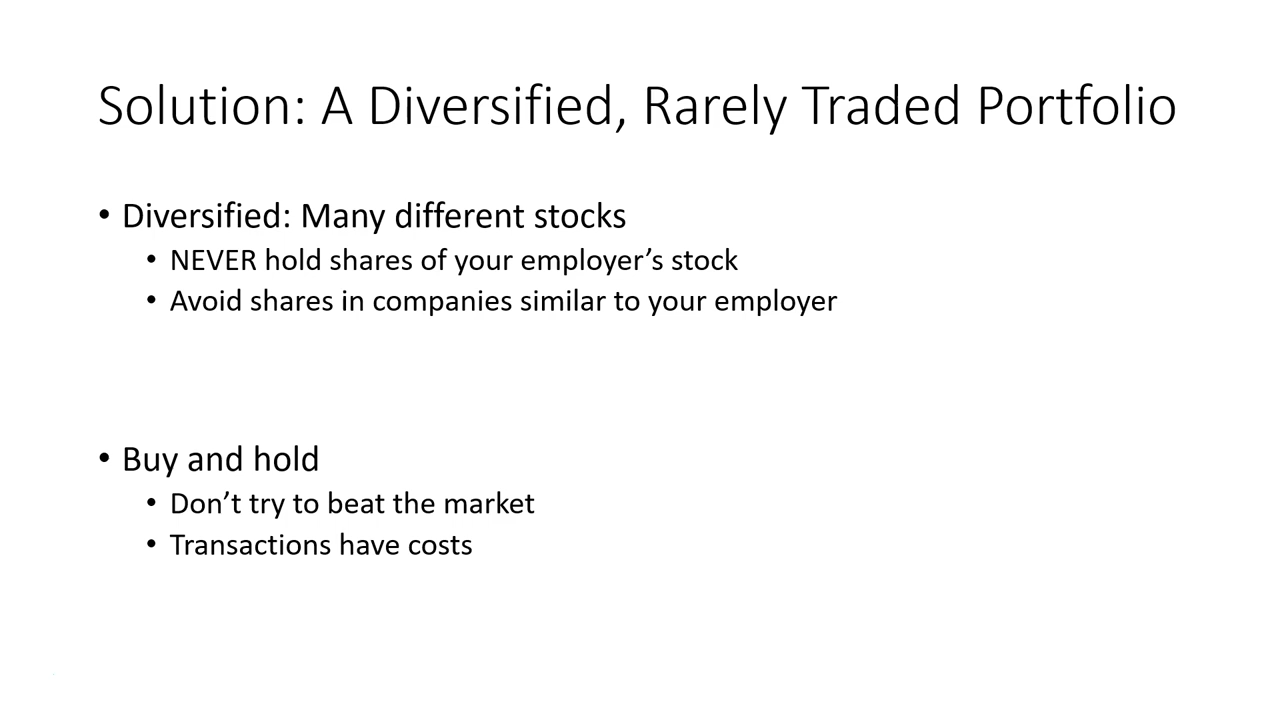 Solution: A Diversified, Rarely Traded Portfolio
• Diversified: Many different stocks
• NEVER hold shares of your employer’s stock
• Avoid shares in companies similar to your employer
• Buy and hold
• Don’t try to beat the market
• Transactions have costs